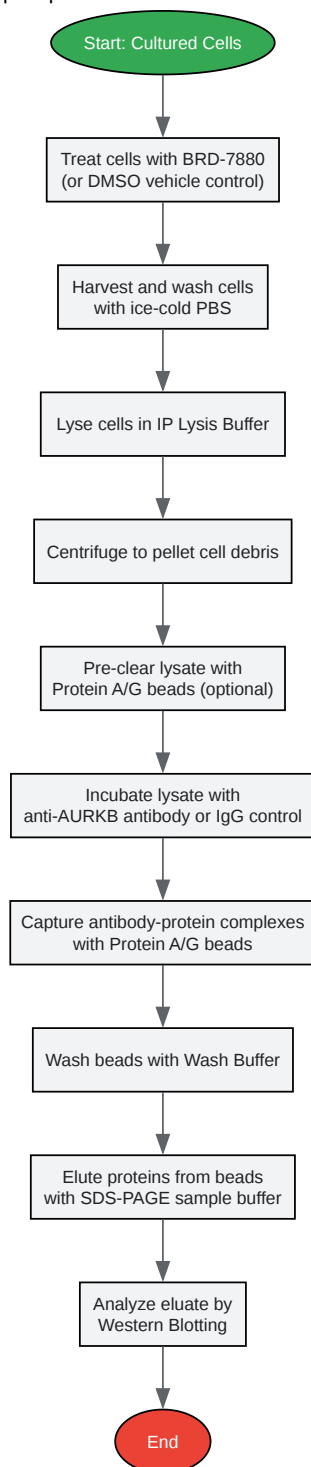 Start: Cultured Cells
Treat cells with BRD-7880
(or DMSO vehicle control)
Harvest and wash cells
with ice-cold PBS
Lyse cells in IP Lysis Buffer
Centrifuge to pellet cell debris
Pre-clear lysate with
Protein A/G beads (optional)
Incubate lysate with
anti-AURKB antibody or IgG control
Capture antibody-protein complexes
with Protein A/G beads
Wash beads with Wash Buffer
Elute proteins from beads
with SDS-PAGE sample buffer
Analyze eluate by
Western Blotting
End